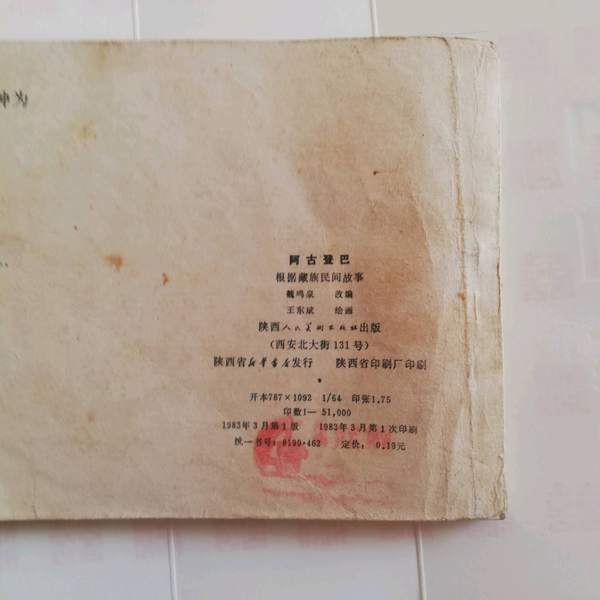 阿古登巴
根据藏族民间故事
魏鸣泉 改编
王东斌 绘画
陕西人民美术出版社出版
（西安北大街131号）
陕西省新华书店发行 陕西省印刷厂印刷
开本787×1092 1/64 印张1.75
印数1—51,000
1983年3月第1版 1983年3月第1次印刷
统一书号：8199·462 定价：0.19元